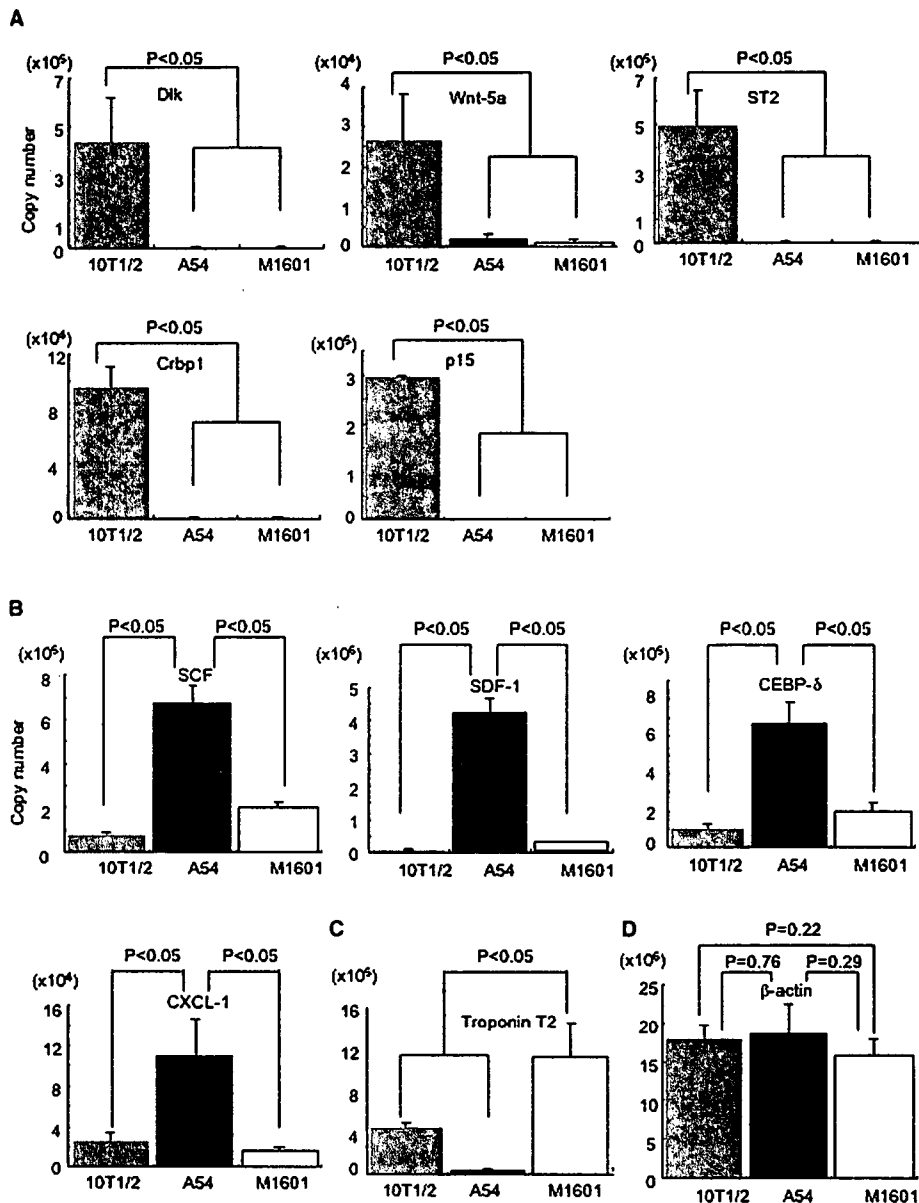 A
P<0.05 P<0.05 P<0.05
(x10⁵) (x10⁴) (x10⁵)
Dlk Wnt-5a ST2
Copy number
7 5 3 1 0
4 3 2 1 0
7 5 3 2 1 0
10T1/2 A54 M1601
10T1/2 A54 M1601
10T1/2 A54 M1601
P<0.05 P<0.05
(x10⁴) (x10⁵)
Crbp1 p15
12 8 4 0
3 2 1 0
10T1/2 A54 M1601
10T1/2 A54 M1601
B
P<0.05 P<0.05 P<0.05 P<0.05 P<0.05 P<0.05
(x10⁵) (x10⁶)
SCF SDF-1 CEBP-δ
Copy number
8 6 4 2 0
5 4 3 2 1 0
8 6 4 2 0
10T1/2 A54 M1601
10T1/2 A54 M1601
10T1/2 A54 M1601
P<0.05 P<0.05
(x10⁴)
CXCL-1
16 12 8 4 0
10T1/2 A54 M1601
C
P<0.05
(x10⁵)
Troponin T2
16 12 8 4 0
10T1/2 A54 M1601
D
P=0.22
P=0.76 P=0.29
(x10⁶)
β-actin
25 20 15 10 5 0
10T1/2 A54 M1601